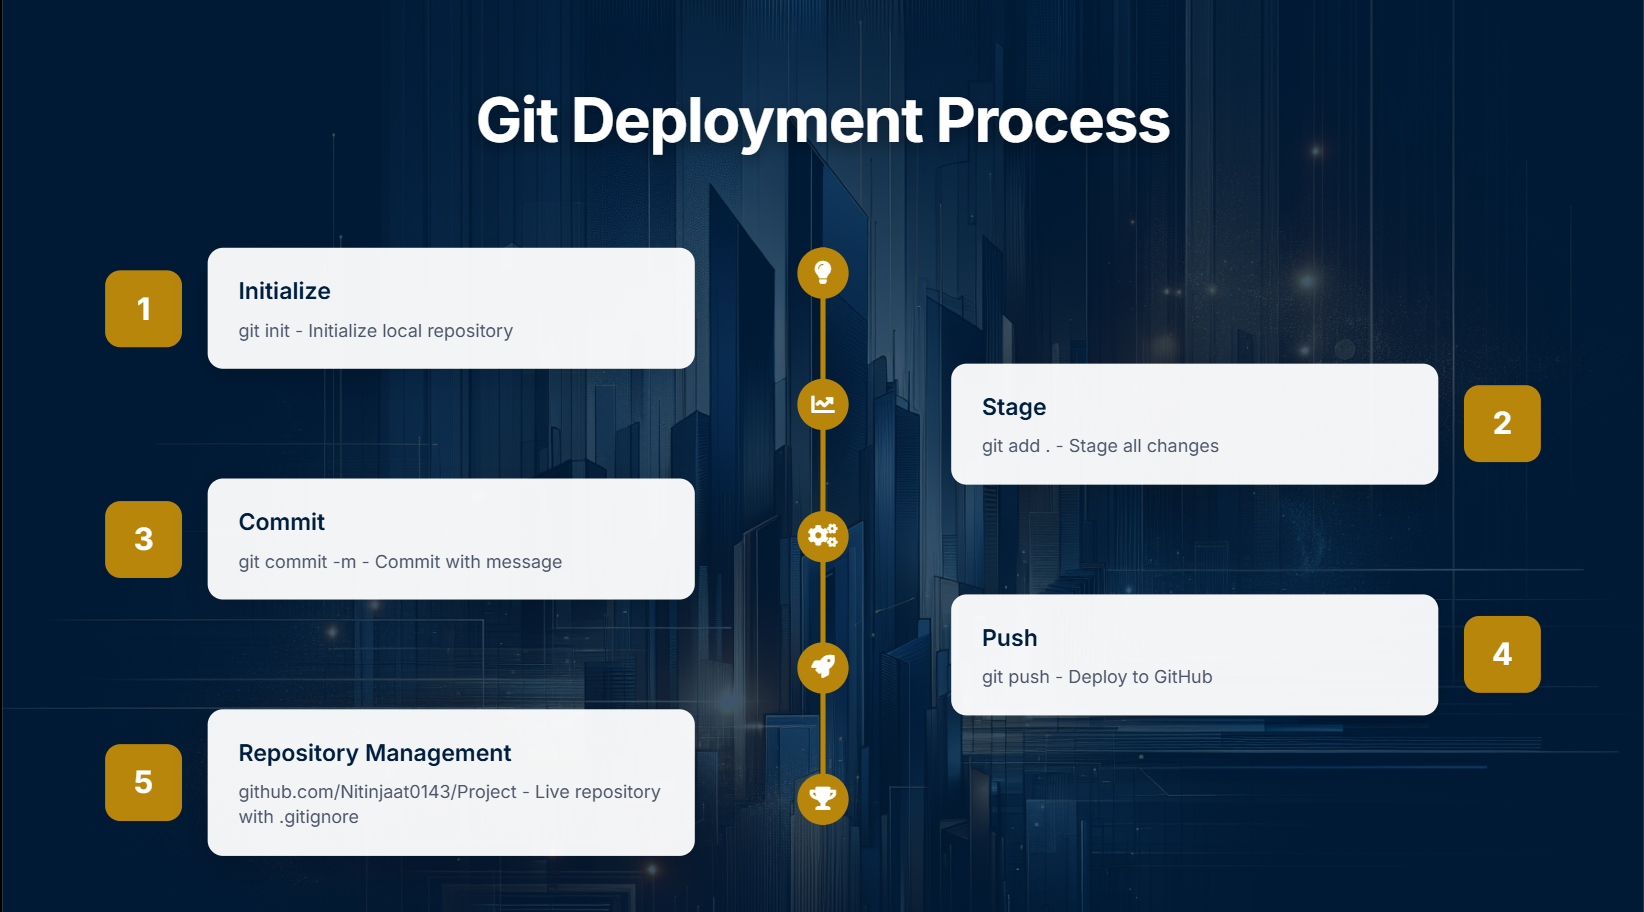 Git Deployment Process
1
Initialize
git init - Initialize local repository
2
Stage
git add . - Stage all changes
3
Commit
git commit -m - Commit with message
4
Push
git push - Deploy to GitHub
5
Repository Management
github.com/Nitinjaat0143/Project - Live repository
with .gitignore